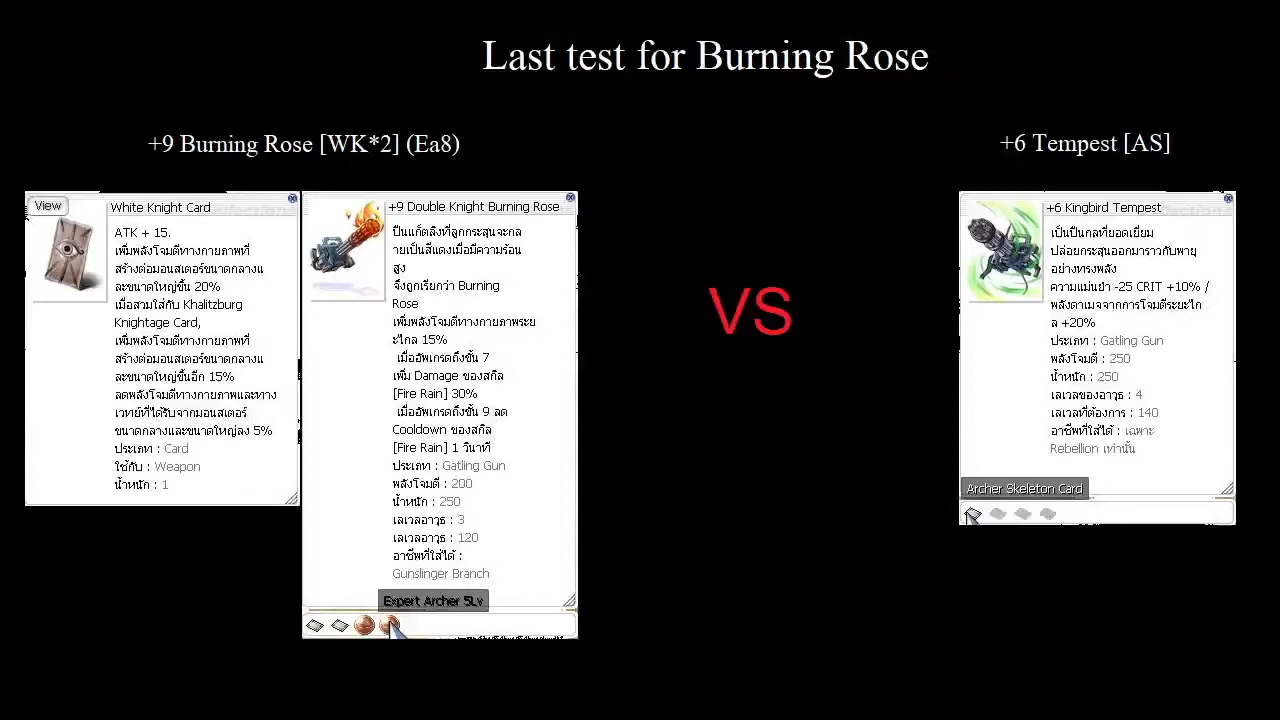 Last test for Burning Rose
+9 Burning Rose [WK*2] (Ea8)
+6 Tempest [AS]
View
White Knight Card
ATK + 15.
เพิ่มพลังโจมตีทางกายภาพที่
สร้างต่อมอนสเตอร์ขนาดกลางแ
ละขนาดใหญ่ขึ้น 20%
เมื่อสวมใส่กับ Khalitzburg
Knightage Card,
เพิ่มพลังโจมตีทางกายภาพที่
สร้างต่อมอนสเตอร์ขนาดกลางแ
ละขนาดใหญ่ขึ้นอีก 15%
ลดพลังโจมตีทางกายภาพและทาง
เวทย์ที่ได้รับจากมอนสเตอร์
ขนาดกลางและขนาดใหญ่ลง 5%
ประเภท : Card
ใช้กับ : Weapon
น้ำหนัก : 1
+9 Double Knight Burning Rose
ปืนแก็ตลิงที่ลูกกระสุนจะกล
ายเป็นสีแดงเมื่อมีความร้อน
สูง
จึงถูกเรียกว่า Burning
Rose
เพิ่มพลังโจมตีทางกายภาพระย
ะไกล 15%
เมื่ออัพเกรดถึงขั้น 7
เพิ่ม Damage ของสกิล
[Fire Rain] 30%
เมื่ออัพเกรดถึงขั้น 9 ลด
Cooldown ของสกิล
[Fire Rain] 1 วินาที
ประเภท : Gatling Gun
พลังโจมตี : 200
น้ำหนัก : 250
เลเวลอาวุธ : 3
เลเวลอาวุธ : 120
อาชีพที่ใส่ได้ :
Gunslinger Branch
Expert Archer 5Lv
VS
+6 Kingbird Tempest
เป็นปืนกลที่ยอดเยี่ยม
ปล่อยกระสุนออกมาราวกับพายุ
อย่างทรงพลัง
ความแม่นยำ -25 CRIT +10% /
พลังดาเมจจากการโจมตีระยะไก
ล +20%
ประเภท : Gatling Gun
พลังโจมตี : 250
น้ำหนัก : 250
เลเวลของอาวุธ : 4
เลเวลที่ต้องการ : 140
อาชีพที่ใส่ได้ : เฉพาะ
Rebellion เท่านั้น
Archer Skeleton Card